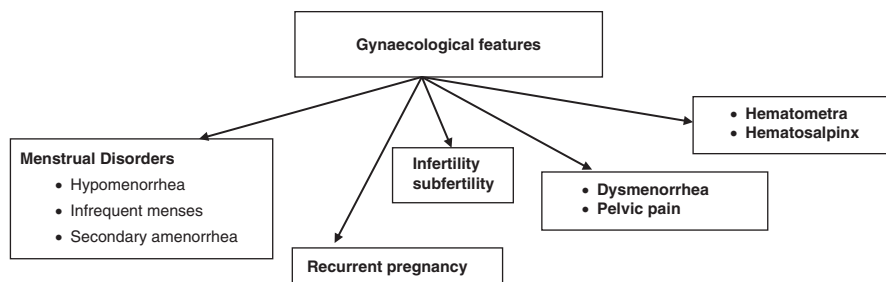 Gynaecological features
Menstrual Disorders
• Hypomenorrhea
• Infrequent menses
• Secondary amenorrhea
Recurrent pregnancy
Infertility
subfertility
• Dysmenorrhea
• Pelvic pain
• Hematometra
• Hematosalpinx